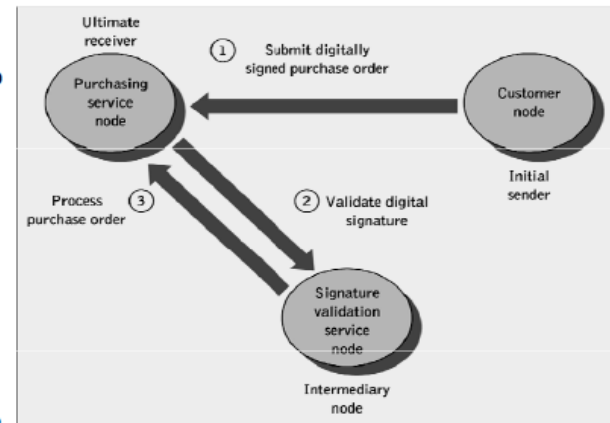 Ultimate
receiver
1
Submit digitally
signed purchase order
Purchasing
service
node
Customer
node
Initial
sender
Process
purchase order
3
2
Validate digital
signature
Signature
validation
service
node
Intermediary
node